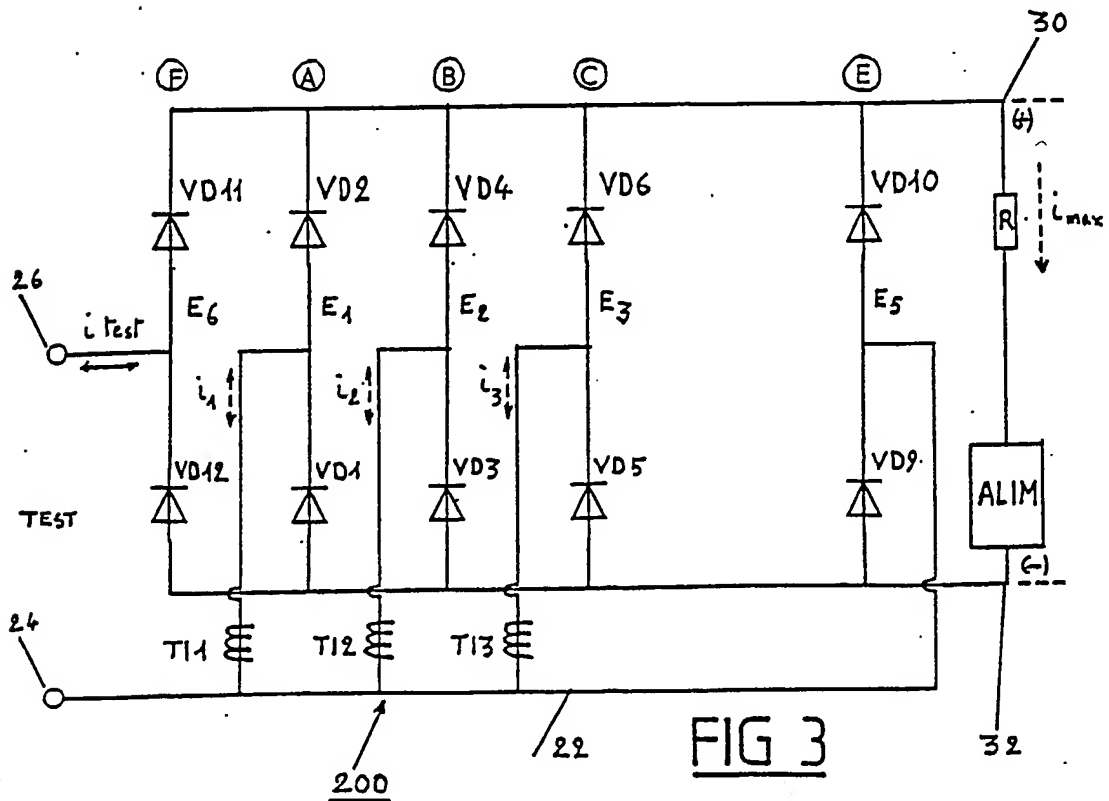 30
F A B C E
(+)
VD11 VD2 VD4 VD6 VD10
R
i max
26
i test
E6 E1 E2 E3 E5
i1 i2 i3
VD12 VD1 VD3 VD5 VD9
ALIM
TEST
(-)
24
TI1 TI2 TI3
22
FIG 3
32
200